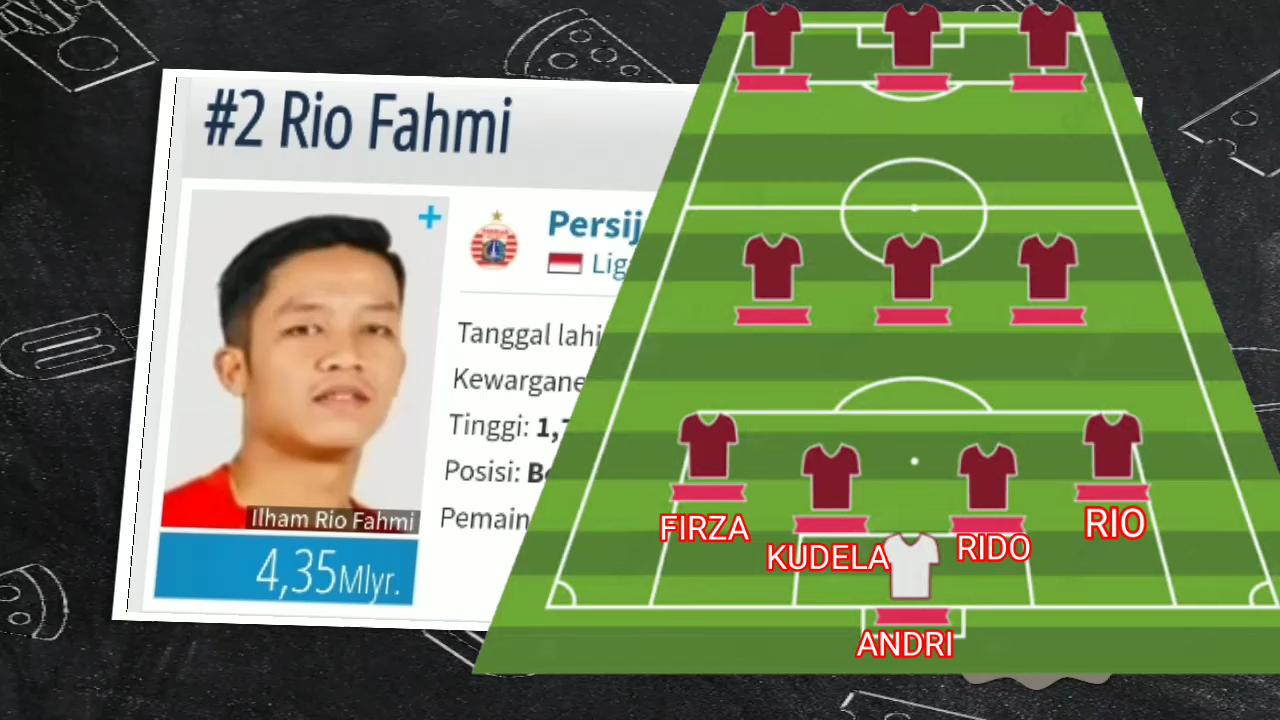 #2 Rio Fahmi
Persij
Lig
Tanggal lahi
Kewargane
Tinggi: 1,7
Posisi: Be
Pemain
Ilham Rio Fahmi
4,35Mlyr.
FIRZA
KUDELA
RIDO
RIO
ANDRI